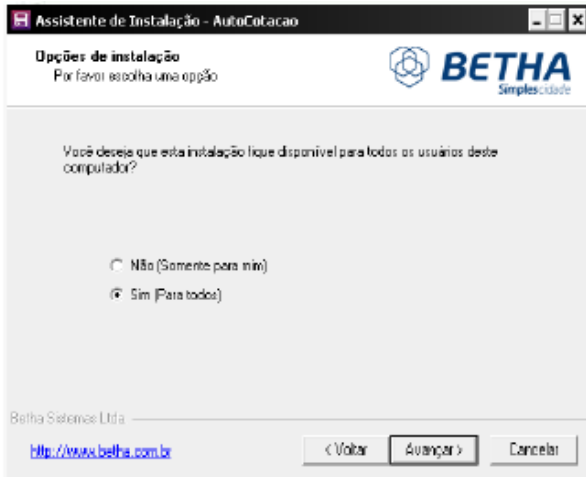 Assistente de Instalação - AutoCotacao
Opções de instalação
Por favor escolha uma opção
BETHA
Simplescidade
Você deseja que esta instalação fique disponível para todos os usuários deste
computador?
Não (Somente para mim)
Sim (Para todos)
Betha Sistemas Ltda
http://www.betha.com.br
< Voltar
Avançar >
Cancelar